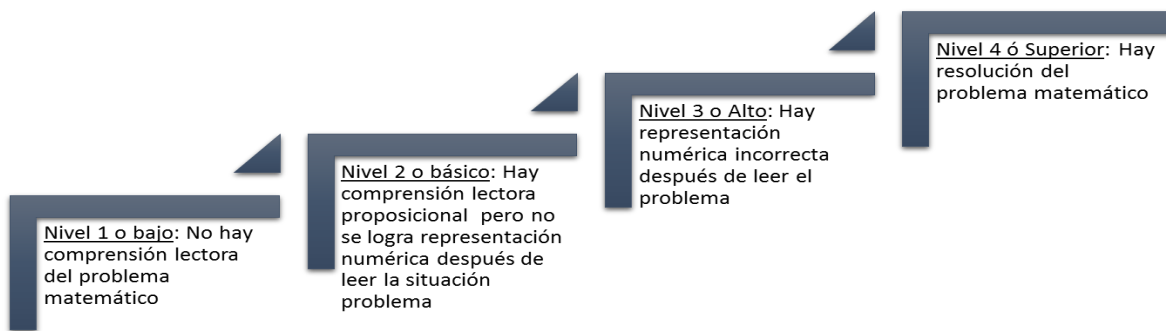 Nivel 1 o bajo: No hay
comprensión lectora
del problema
matemático
Nivel 2 o básico: Hay
comprensión lectora
proposicional pero no
se logra representación
numérica después de
leer la situación
problema
Nivel 3 o Alto: Hay
representación
numérica incorrecta
después de leer el
problema
Nivel 4 ó Superior: Hay
resolución del
problema matemático